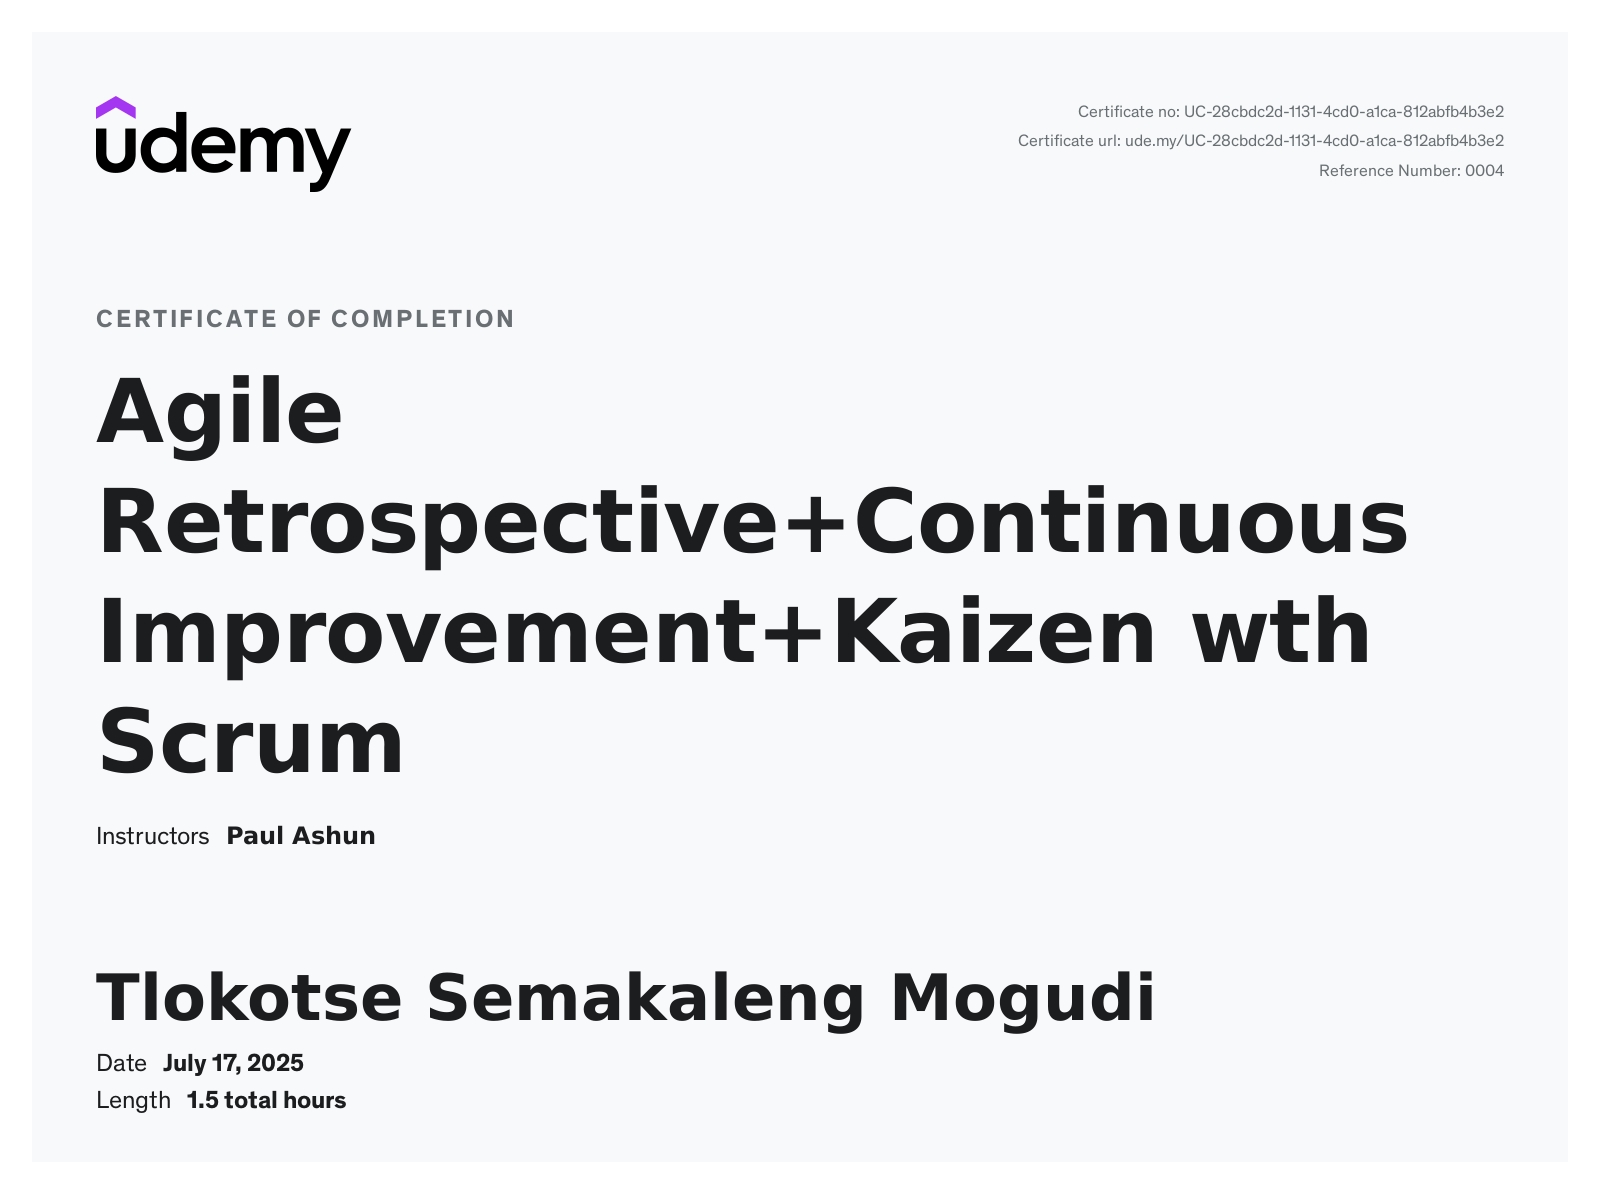 udemy
Certificate no: UC-28cbdc2d-1131-4cd0-a1ca-812abfb4b3e2
Certificate url: ude.my/UC-28cbdc2d-1131-4cd0-a1ca-812abfb4b3e2
Reference Number: 0004
CERTIFICATE OF COMPLETION
Agile
Retrospective+Continuous
Improvement+Kaizen wth
Scrum
Instructors Paul Ashun
Tlokotse Semakaleng Mogudi
Date July 17, 2025
Length 1.5 total hours